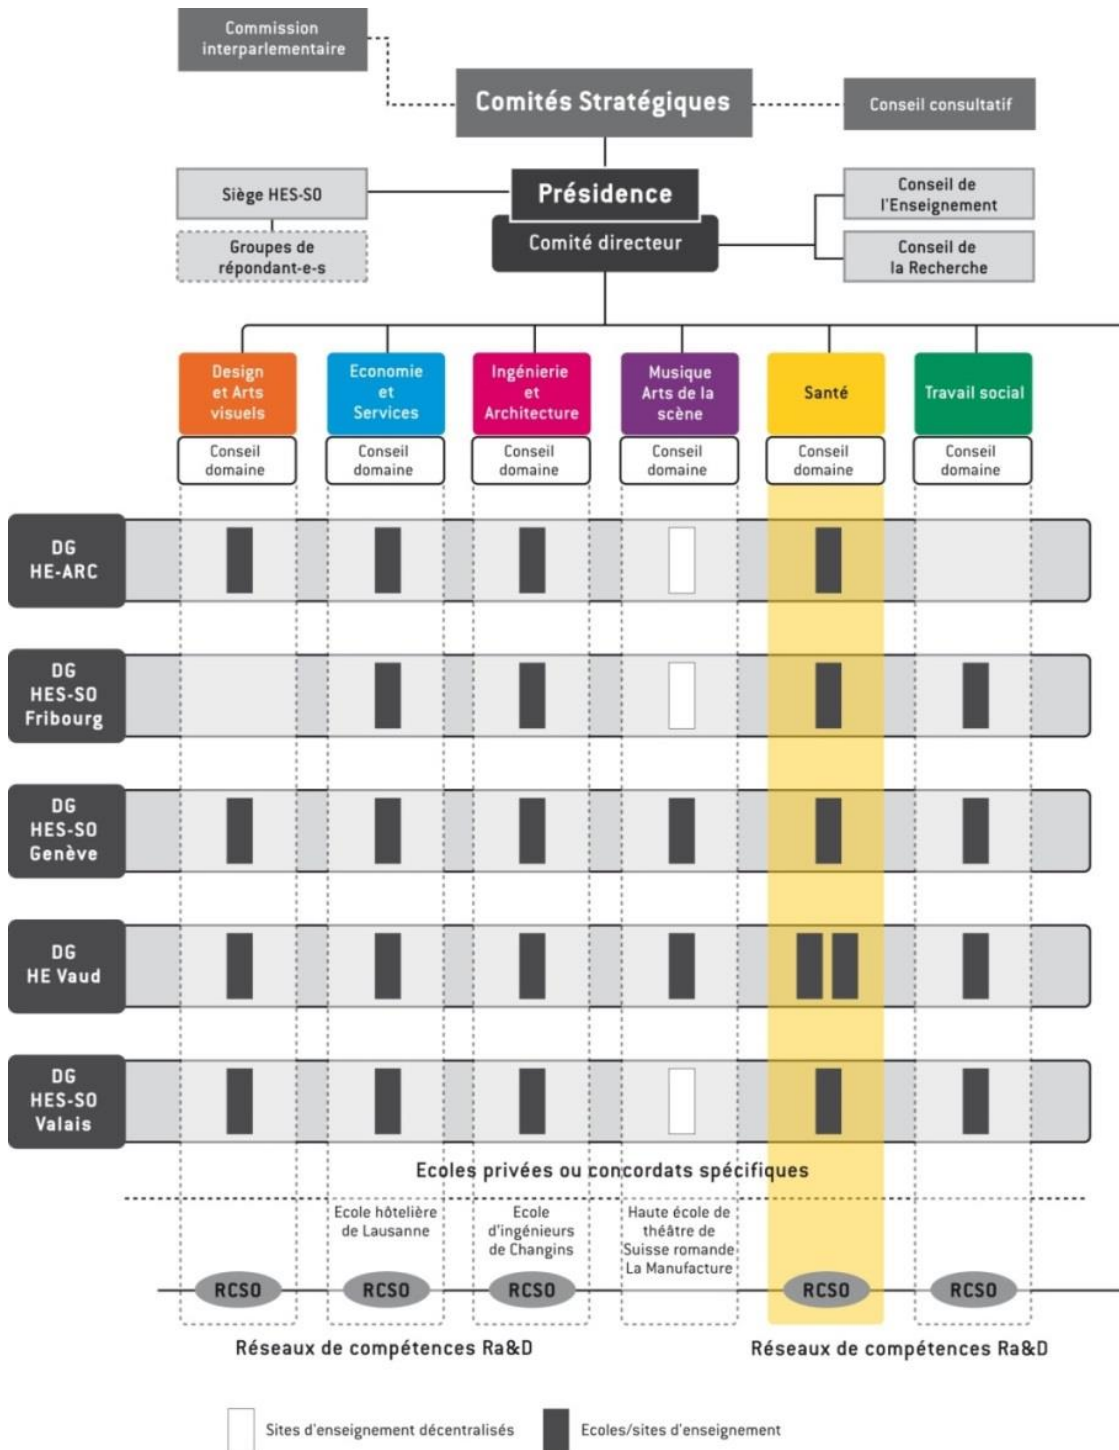 Commission
interparlementaire
Comités Stratégiques
Conseil consultatif
Siège HES-SO
Présidence
Conseil de
l'Enseignement
Groupes de
répondant-e-s
Comité directeur
Conseil de
la Recherche
Design
et Arts
visuels
Economie
et
Services
Ingénierie
et
Architecture
Musique
Arts de la
scène
Santé
Travail social
Conseil
domaine
Conseil
domaine
Conseil
domaine
Conseil
domaine
Conseil
domaine
Conseil
domaine
DG
HE-ARC
DG
HES-SO
Fribourg
DG
HES-SO
Genève
DG
HE Vaud
DG
HES-SO
Valais
Ecoles privées ou concordats spécifiques
Ecole hôtelière
de Lausanne
Ecole
d'ingénieurs
de Changins
Haute école de
théâtre de
Suisse romande
La Manufacture
RCSO
RCSO
RCSO
RCSO
RCSO
Réseaux de compétences Ra&D
Réseaux de compétences Ra&D
Sites d'enseignement décentralisés
Ecoles/sites d'enseignement